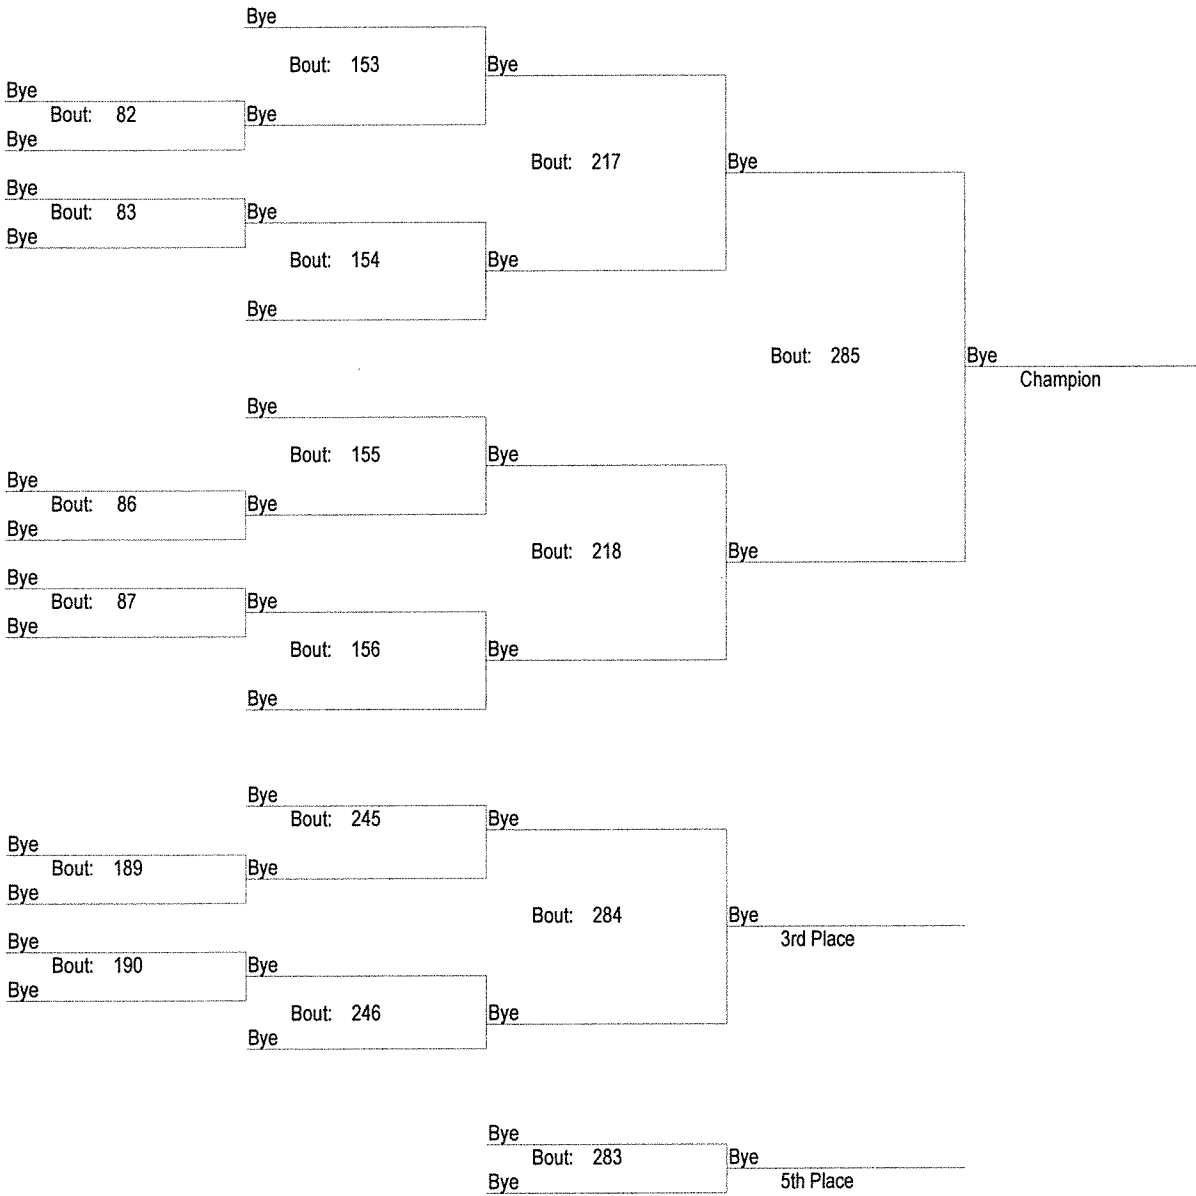 Bye
Bout: 153
Bye
Bye
Bout: 82
Bye
Bye
Bout: 217
Bye
Bye
Bout: 83
Bye
Bye
Bout: 154
Bye
Bye
Bout: 285
Bye
Champion
Bye
Bout: 155
Bye
Bye
Bout: 86
Bye
Bye
Bout: 218
Bye
Bye
Bout: 87
Bye
Bye
Bout: 156
Bye
Bye
Bye
Bout: 245
Bye
Bye
Bout: 189
Bye
Bye
Bout: 284
Bye
3rd Place
Bye
Bout: 190
Bye
Bye
Bout: 246
Bye
Bye
Bye
Bout: 283
Bye
Bye
5th Place